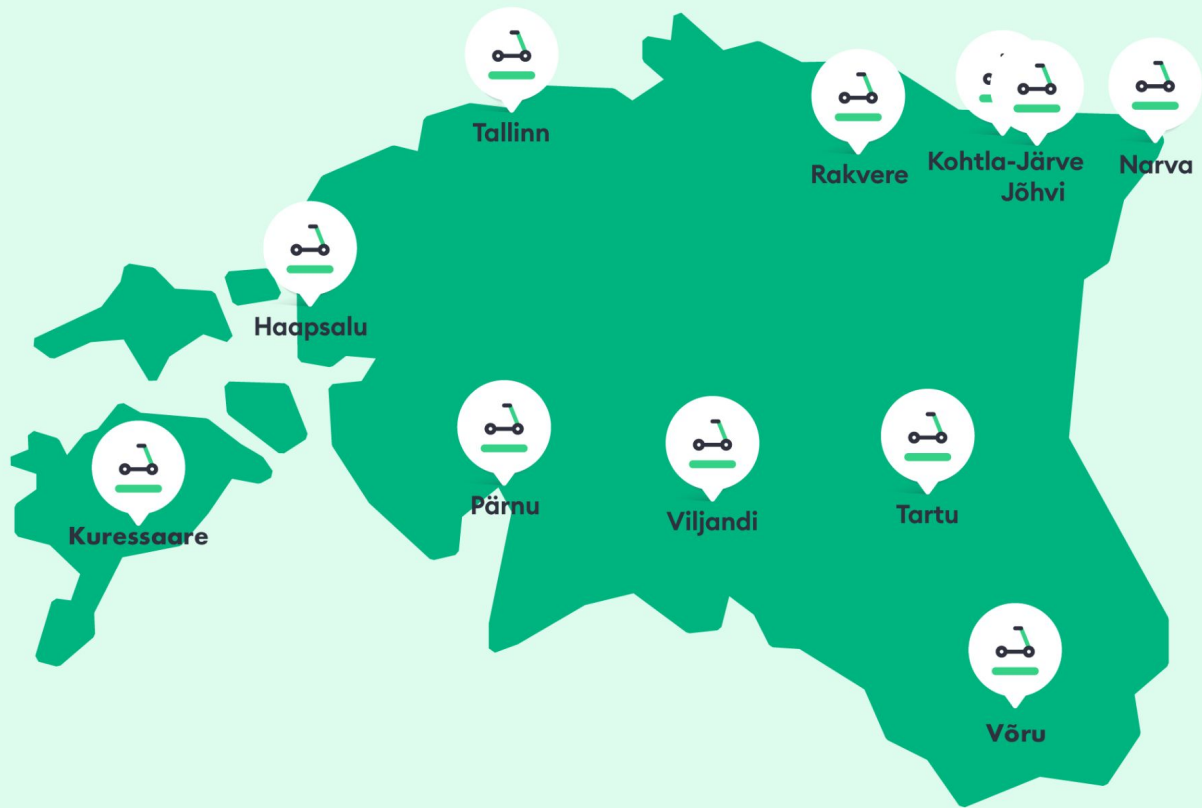 Tallinn
Rakvere
Kohtla-Järve
Jõhvi
Narva
Haapsalu
Kuressaare
Pärnu
Viljandi
Tartu
Võru